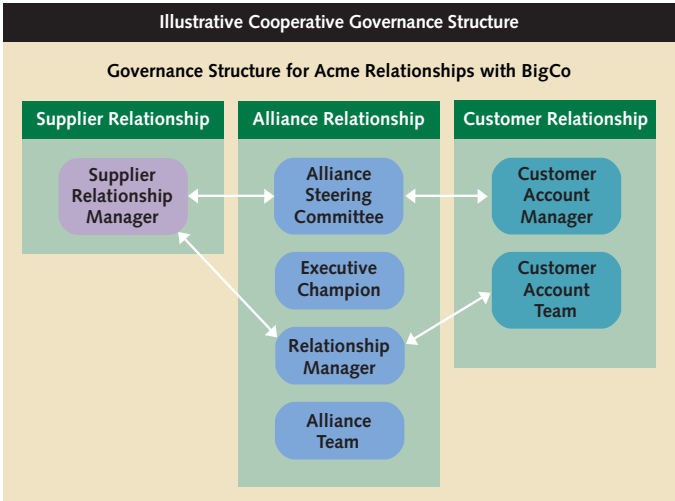 Illustrative Cooperative Governance Structure
Governance Structure for Acme Relationships with BigCo
Supplier Relationship
Supplier
Relationship
Manager
Alliance Relationship
Alliance
Steering
Committee
Executive
Champion
Relationship
Manager
Alliance
Team
Customer Relationship
Customer
Account
Manager
Customer
Account
Team